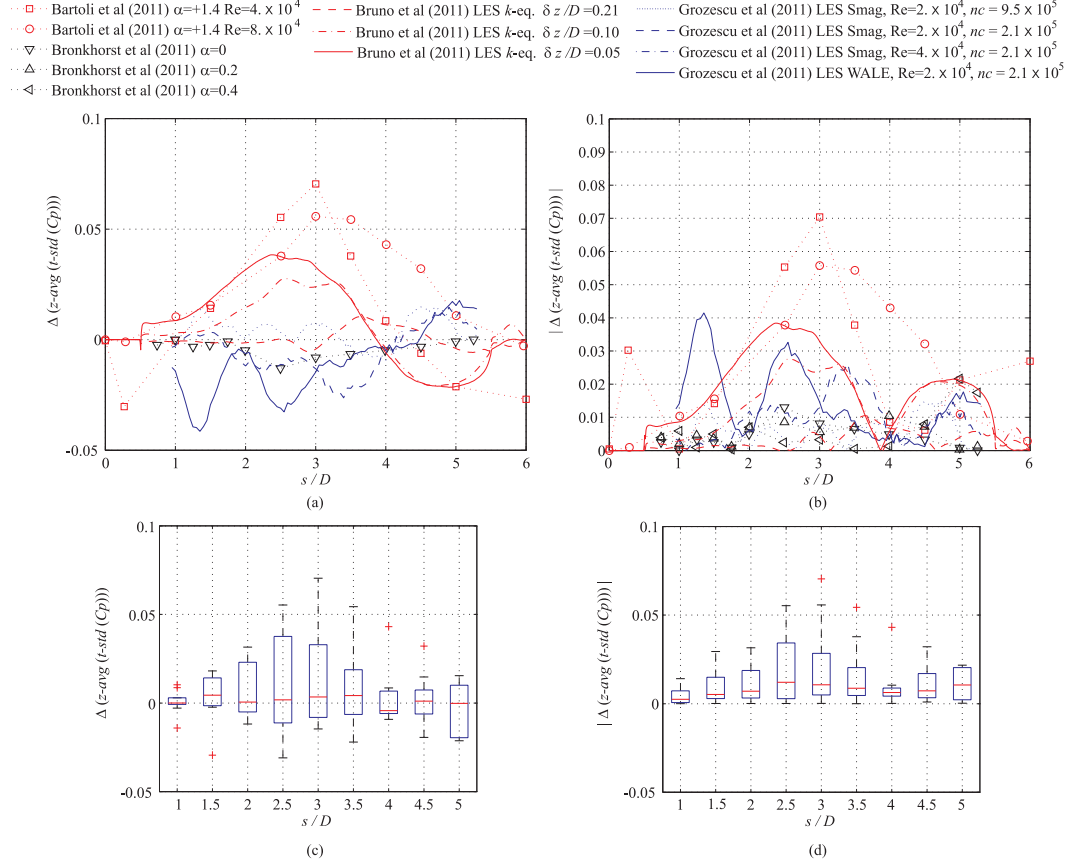 Bartoli et al (2011) α=+1.4 Re=4. × 10^4
Bartoli et al (2011) α=+1.4 Re=8. × 10^4
Bronkhorst et al (2011) α=0
Bronkhorst et al (2011) α=0.2
Bronkhorst et al (2011) α=0.4
Bruno et al (2011) LES k-eq. δ z /D =0.21
Bruno et al (2011) LES k-eq. δ z /D =0.10
Bruno et al (2011) LES k-eq. δ z /D =0.05
Grozescu et al (2011) LES Smag, Re=2. × 10^4, nc = 9.5 × 10^5
Grozescu et al (2011) LES Smag, Re=2. × 10^4, nc = 2.1 × 10^5
Grozescu et al (2011) LES Smag, Re=4. × 10^4, nc = 2.1 × 10^5
Grozescu et al (2011) LES WALE, Re=2. × 10^4, nc = 2.1 × 10^5
Δ (z-avg (t-std (Cp)))
0.1
0.05
0
-0.05
0 1 2 3 4 5 6
s / D
(a)
| Δ (z-avg (t-std (Cp))) |
0.1
0.09
0.08
0.07
0.06
0.05
0.04
0.03
0.02
0.01
0
0 1 2 3 4 5 6
s / D
(b)
Δ (z-avg (t-std (Cp)))
0.1
0.05
0
-0.05
1 1.5 2 2.5 3 3.5 4 4.5 5
s / D
(c)
| Δ (z-avg (t-std (Cp))) |
0.1
0.05
0
-0.05
1 1.5 2 2.5 3 3.5 4 4.5 5
s / D
(d)